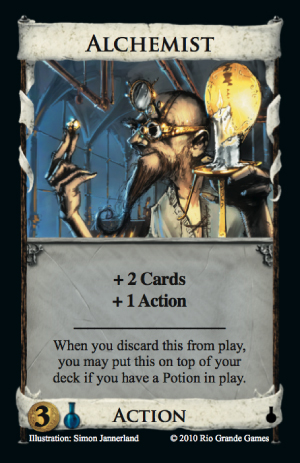 ALCHEMIST
+ 2 Cards
+ 1 Action
When you discard this from play,
you may put this on top of your
deck if you have a Potion in play.
3 ACTION
Illustration: Simon Jannerland © 2010 Rio Grande Games